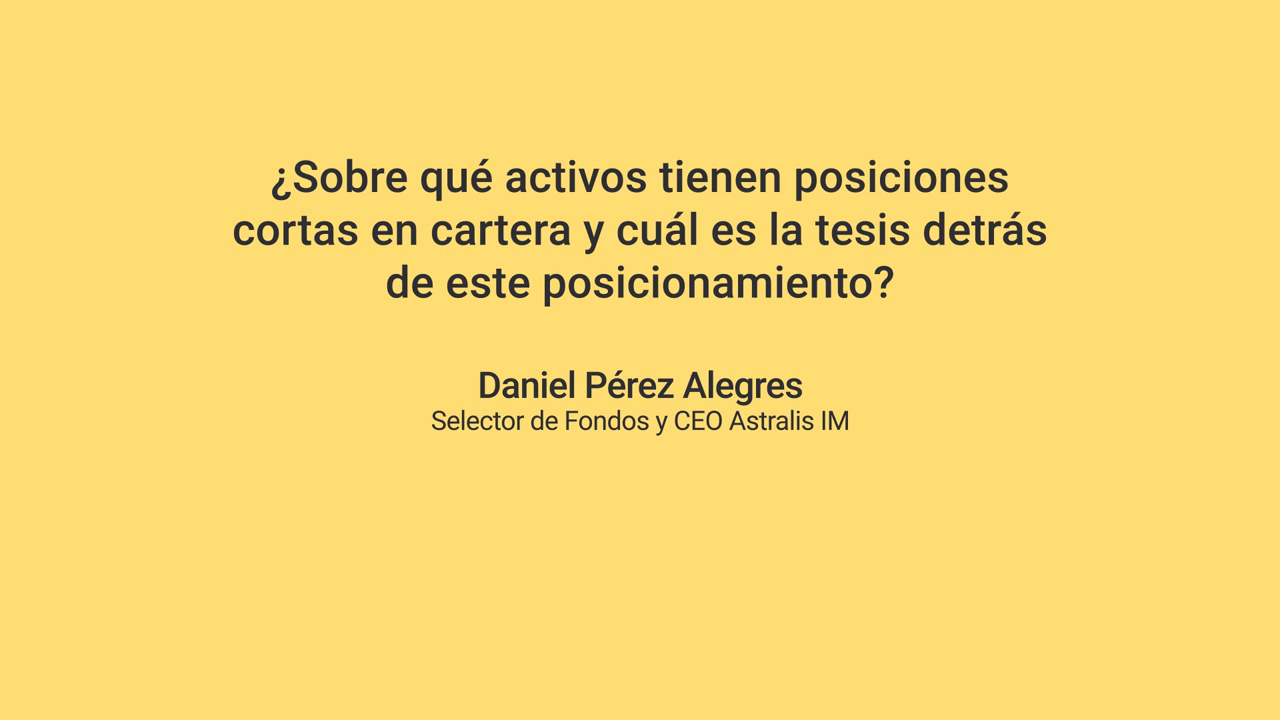 ¿Sobre qué activos tienen posiciones
cortas en cartera y cuál es la tesis detrás
de este posicionamiento?
Daniel Pérez Alegres
Selector de Fondos y CEO Astralis IM